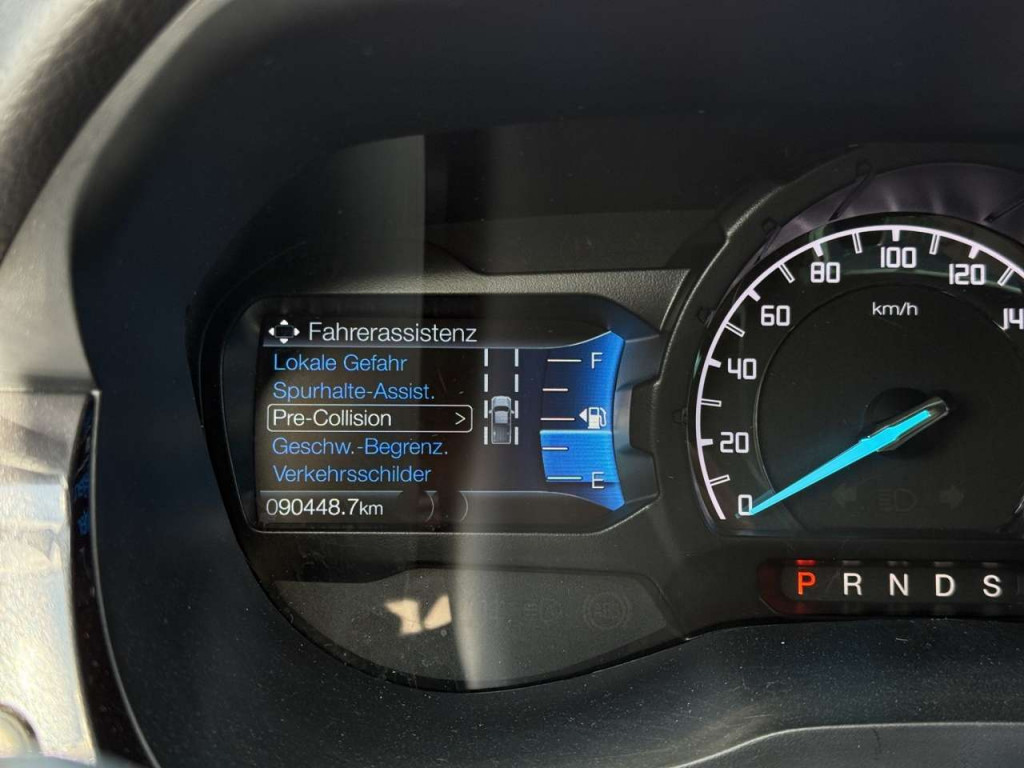 Fahrerassistenz
Lokale Gefahr
Spurhalte-Assist.
Pre-Collision >
Geschw.-Begrenz.
Verkehrsschilder
090448.7km
F
E
0
20
40
60
80
100
120
km/h
P R N D S